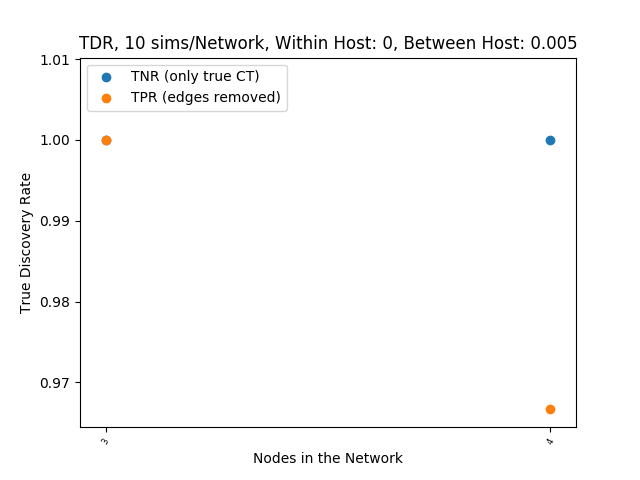 TDR, 10 sims/Network, Within Host: 0, Between Host: 0.005
1.01
TNR (only true CT)
TPR (edges removed)
1.00
0.99
0.98
0.97
True Discovery Rate
3
4
Nodes in the Network